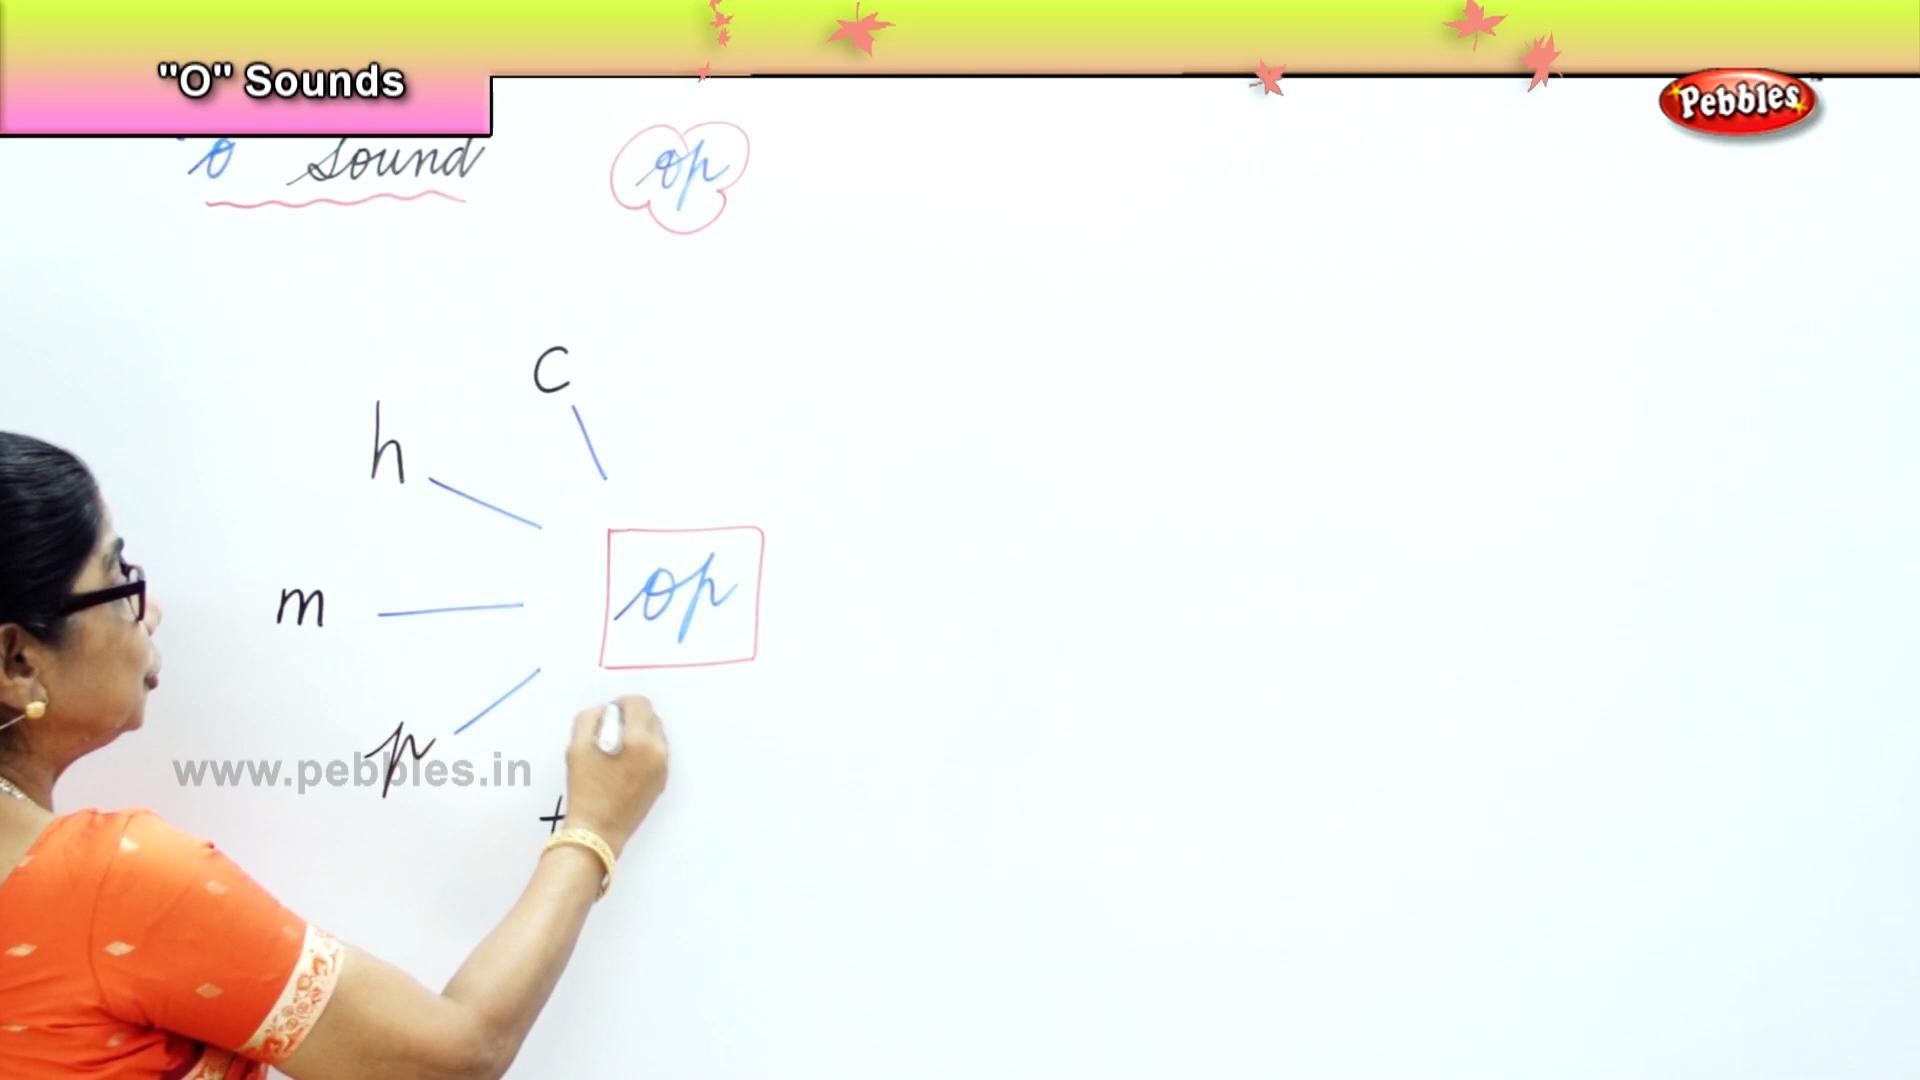 "O" Sounds
Pebbles
"o sound
op
c
h
op
m
p
www.pebbles.in
t